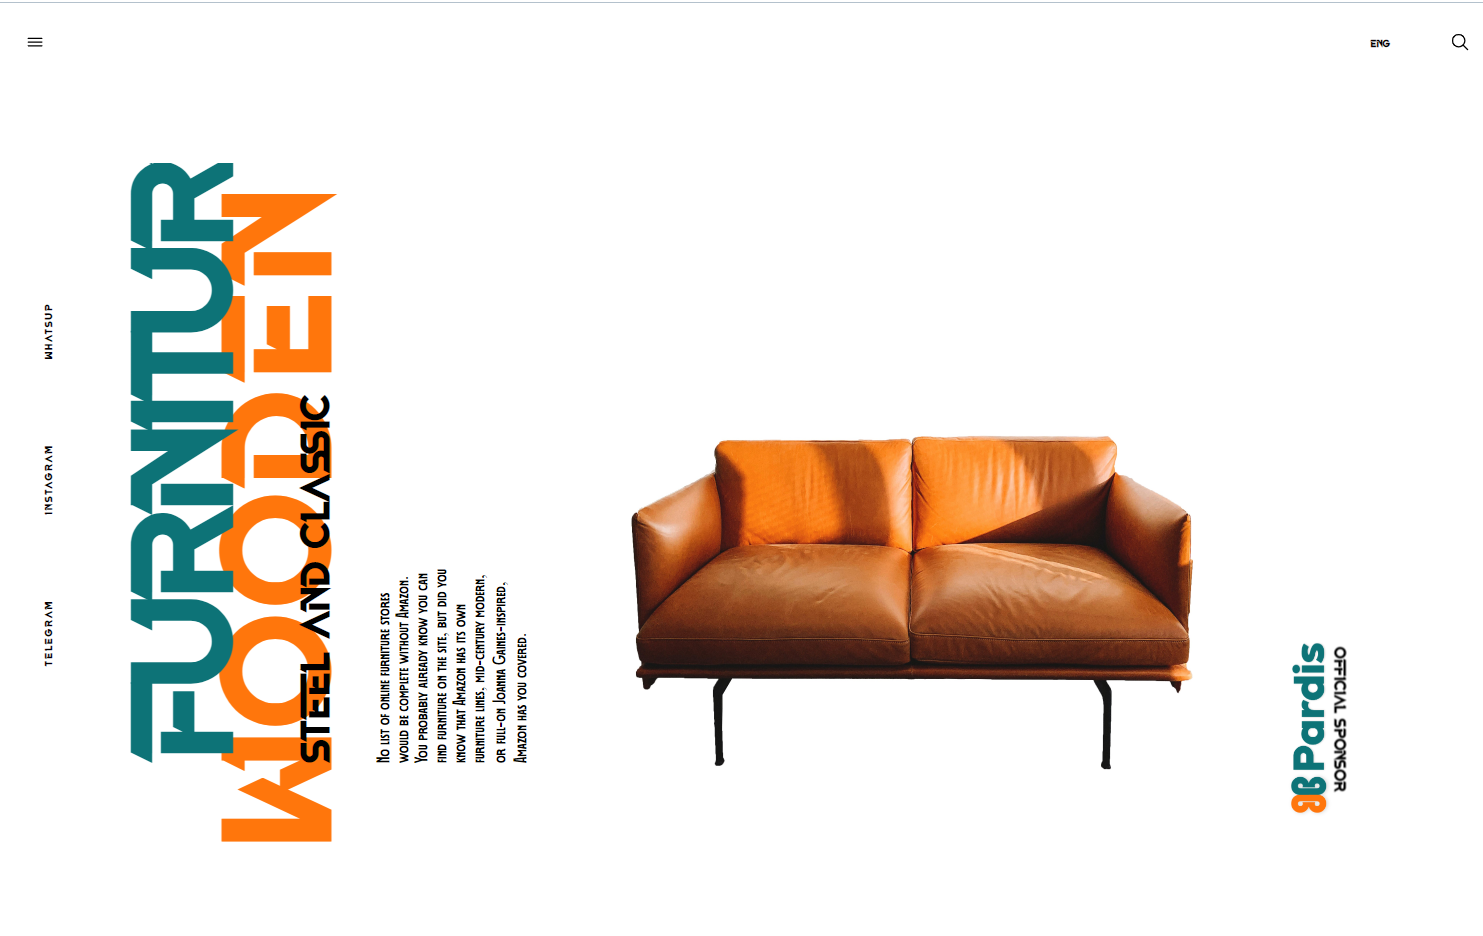 ENG
WHATSUP
INSTAGRAM
TELEGRAM
FURNITUR
WOODEN
STEEL AND CLASSIC
No list of online furniture stores
would be complete without Amazon.
You probably already know you can
find furniture on the site, but did you
know that Amazon has its own
furniture lines, mid-century modern,
or full-on Joanna Gaines-inspired,
Amazon has you covered.
Pardis
OFFICIAL SPONSOR